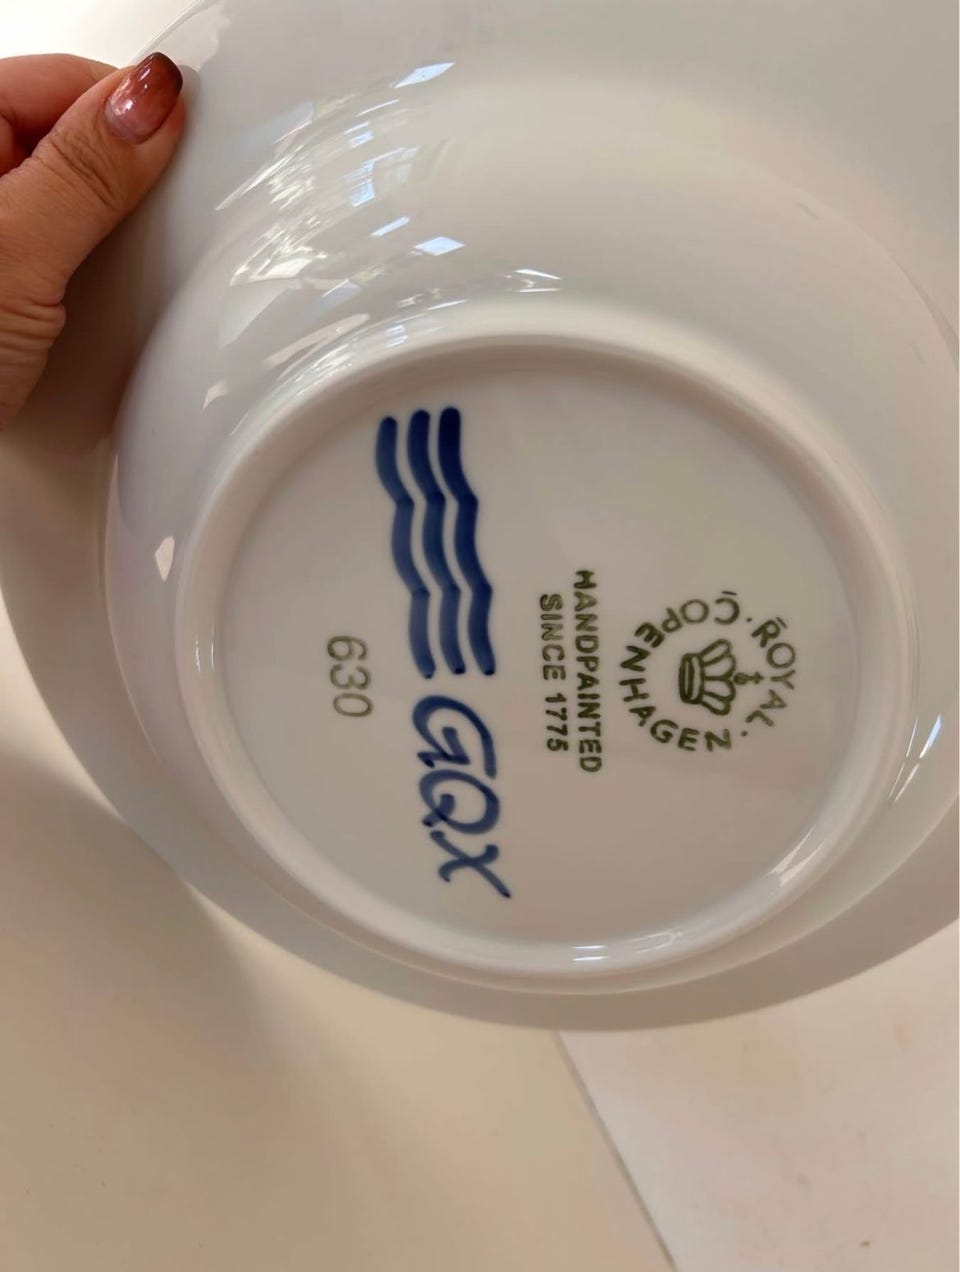 ROYAL.
COPENHAGEN.
HANDPAINTED
SINCE 1775
GQX
630